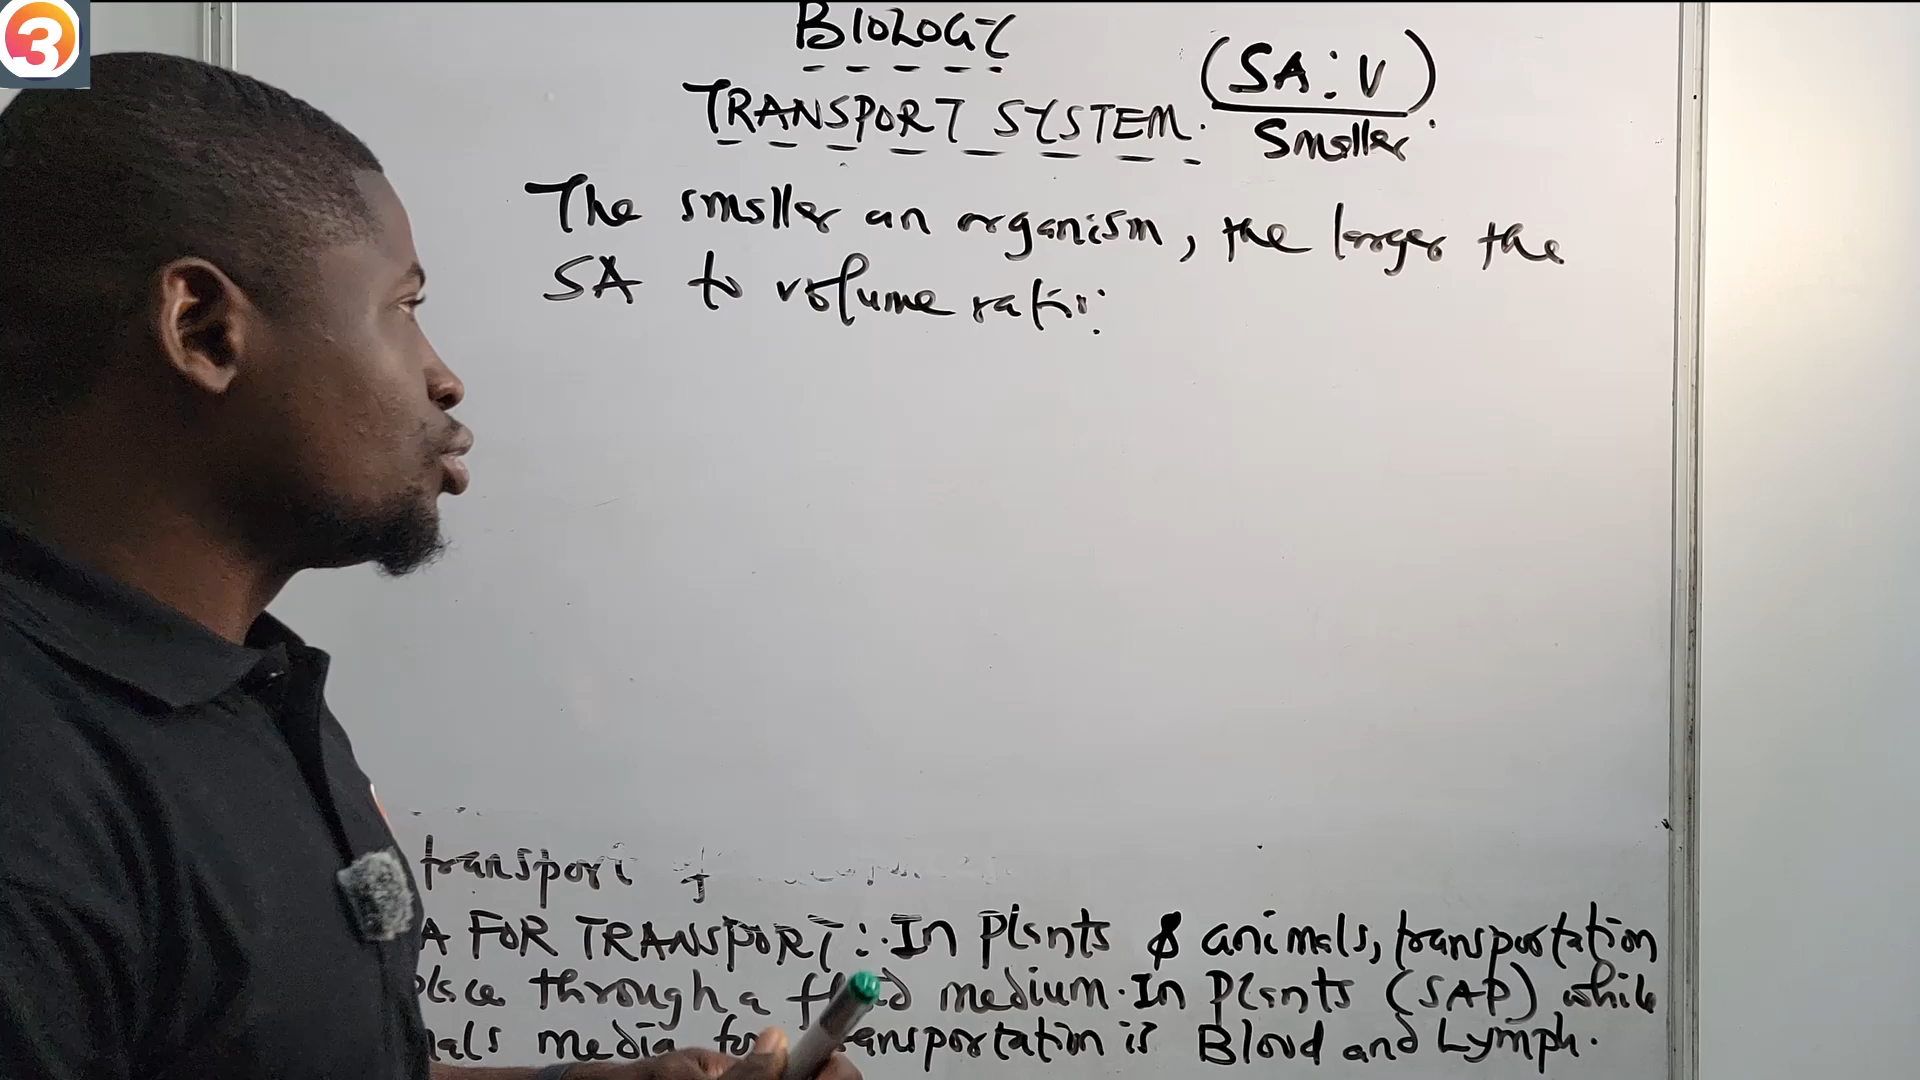 3
BIOLOGY
TRANSPORT SYSTEM.
(SA:V)
Smaller.
The smaller an organism, the larger the
SA to volume ratio.
transport
A FOR TRANSPORT: In Plants & animals, transportation
place through a fluid medium. In Plants (SAP) while
media for transportation is Blood and Lymph.